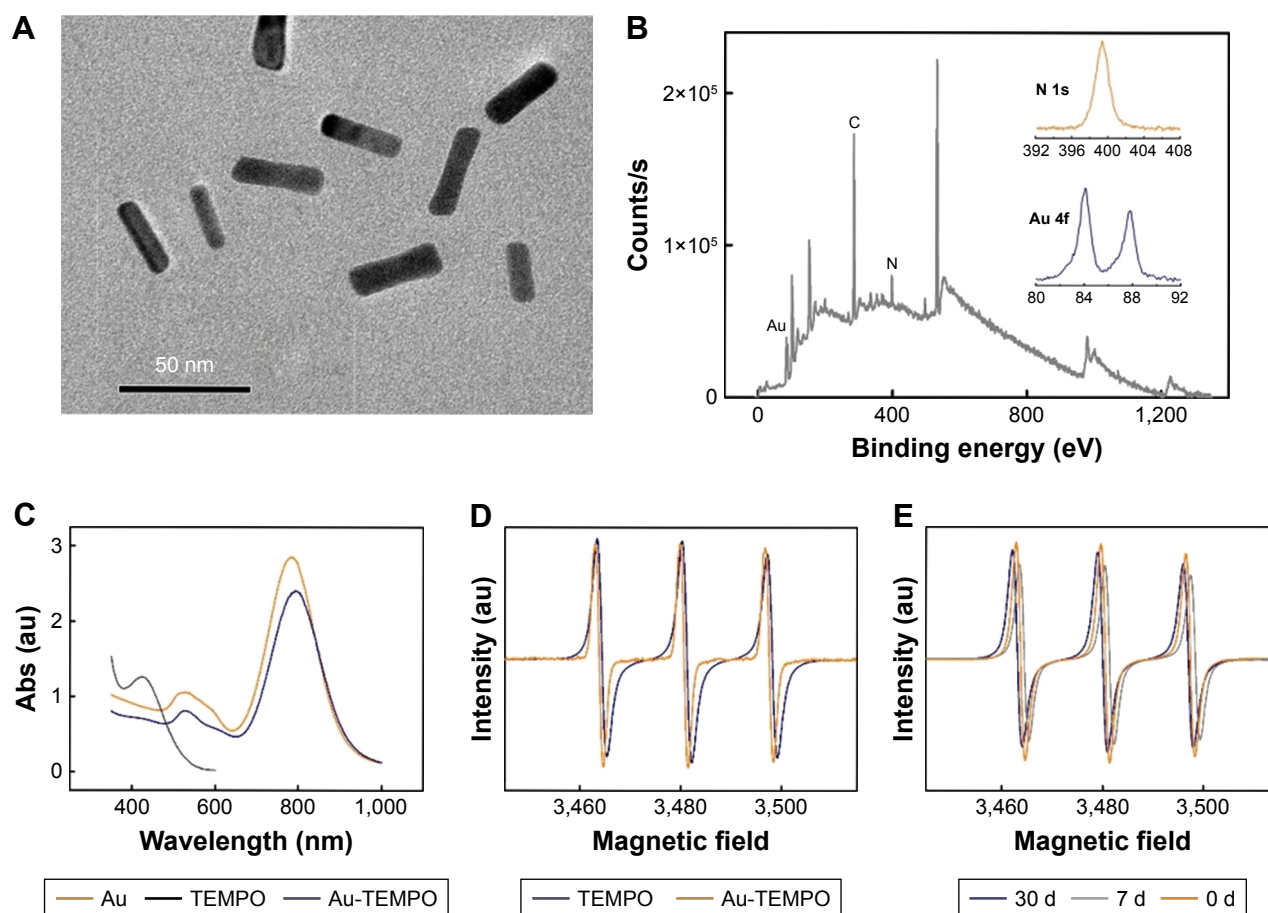 A
50 nm
B
Counts/s
2×10⁵
1×10⁵
0
Au
C
N
N 1s
392 396 400 404 408
Au 4f
80 84 88 92
0 400 800 1,200
Binding energy (eV)
C
Abs (au)
3
2
1
0
400 600 800 1,000
Wavelength (nm)
Au TEMPO Au-TEMPO
D
Intensity (au)
3,460 3,480 3,500
Magnetic field
TEMPO Au-TEMPO
E
Intensity (au)
3,460 3,480 3,500
Magnetic field
30 d 7 d 0 d